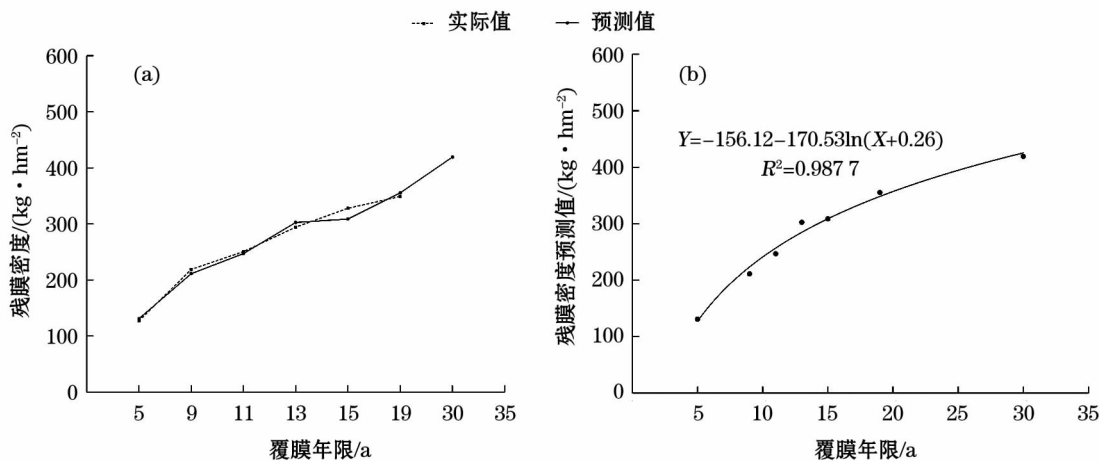 实际值 预测值
600
500
400
300
200
100
0
残膜密度/(kg•hm⁻²)
(a)
5 9 11 13 15 19 30 35
覆膜年限/a
600
500
400
300
200
100
0
残膜密度预测值/(kg•hm⁻²)
(b)
Y=−156.12−170.53ln(X+0.26)
R²=0.987 7
5 10 15 20 25 30 35
覆膜年限/a